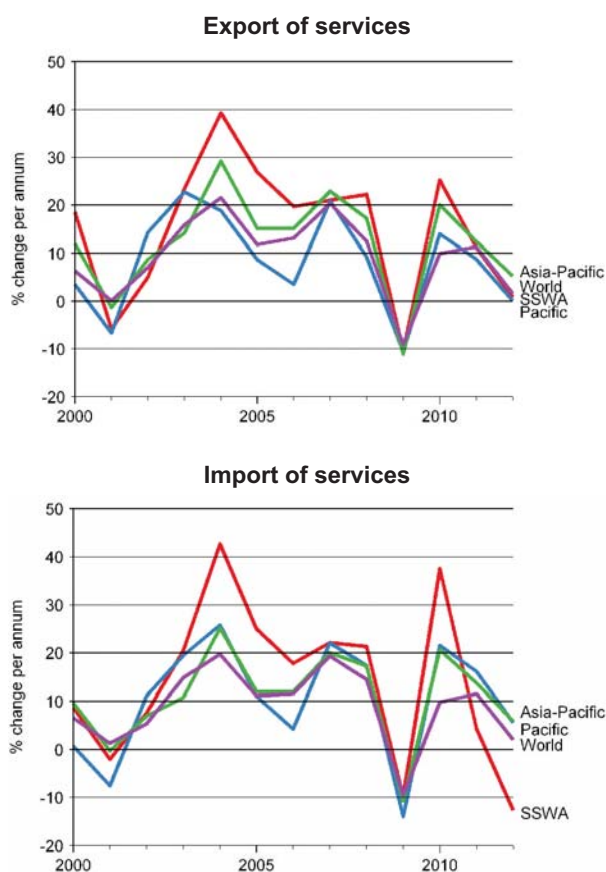 Export of services
50
40
30
20
10
0
-10
-20
% change per annum
2000
2005
2010
Asia-Pacific
World
SSWA
Pacific
Import of services
50
40
30
20
10
0
-10
-20
% change per annum
2000
2005
2010
Asia-Pacific
Pacific
World
SSWA